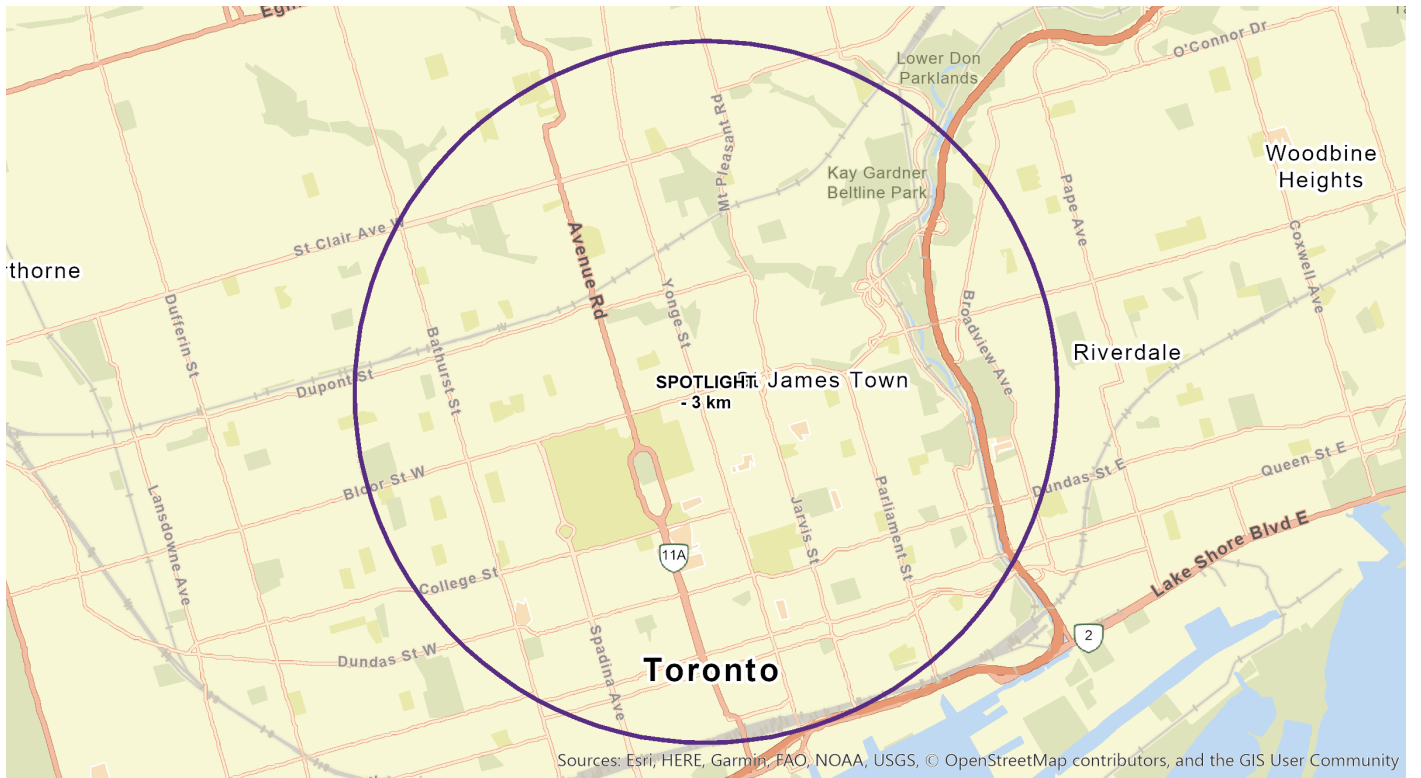 Egli
O'Connor Dr
Lower Don
Parklands
Mt Pleasant Rd
Woodbine
Heights
Kay Gardner
Beltline Park
Pape Ave
St Clair Ave W
Avenue Rd
Coxwell Ave
rthorne
Dufferin St
Yonge St
Broadview Ave
Bathurst St
Riverdale
Dupont St
SPOTLIGHT
- 3 km
St James Town
Bloor St W
Queen St E
Dundas St E
Lansdowne Ave
Jarvis St
Parliament St
11A
Lake Shore Blvd E
College St
2
Dundas St W
Spadina Ave
Toronto
Sources: Esri, HERE, Garmin, FAO, NOAA, USGS, © OpenStreetMap contributors, and the GIS User Community